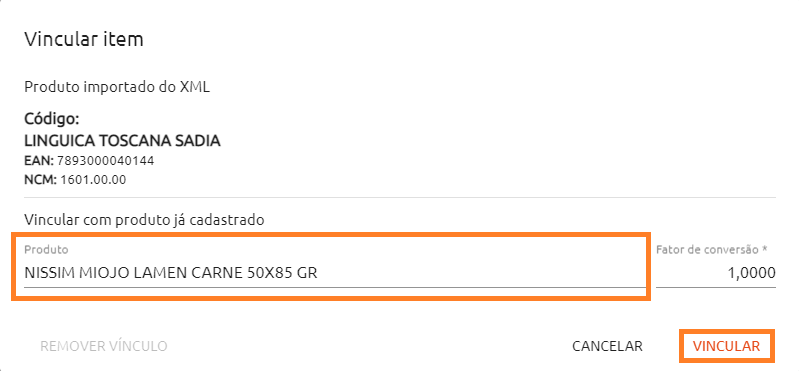 Vincular item
Produto importado do XML
Código:
LINGUICA TOSCANA SADIA
EAN: 7893000040144
NCM: 1601.00.00
Vincular com produto já cadastrado
Produto
Fator de conversão *
NISSIM MIOJO LAMEN CARNE 50X85 GR
1,0000
REMOVER VÍNCULO
CANCELAR
VINCULAR